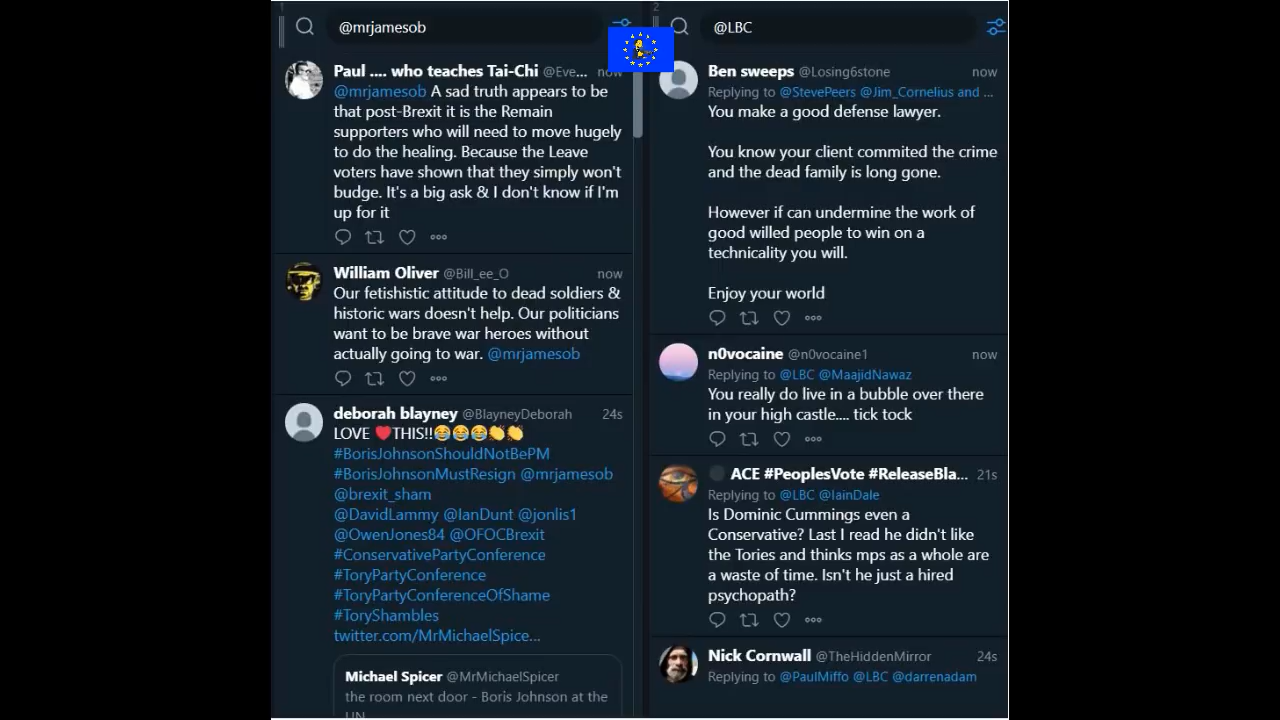 1
@mrjamesob
Paul .... who teaches Tai-Chi @Eve... now
@mrjamesob A sad truth appears to be
that post-Brexit it is the Remain
supporters who will need to move hugely
to do the healing. Because the Leave
voters have shown that they simply won't
budge. It's a big ask & I don't know if I'm
up for it
William Oliver @Bill_ee_O now
Our fetishistic attitude to dead soldiers &
historic wars doesn't help. Our politicians
want to be brave war heroes without
actually going to war. @mrjamesob
deborah blayney @BlayneyDeborah 24s
LOVE ❤️THIS!!😂😂😂👏👏
#BorisJohnsonShouldNotBePM
#BorisJohnsonMustResign @mrjamesob
@brexit_sham
@DavidLammy @IanDunt @jonlis1
@OwenJones84 @OFOCBrexit
#ConservativePartyConference
#ToryPartyConference
#ToryPartyConferenceOfShame
#ToryShambles
twitter.com/MrMichaelSpice...
Michael Spicer @MrMichaelSpicer
the room next door - Boris Johnson at the
UN
2
@LBC
Ben sweeps @Losing6stone now
Replying to @StevePeers @Jim_Cornelius and ...
You make a good defense lawyer.
You know your client commited the crime
and the dead family is long gone.
However if can undermine the work of
good willed people to win on a
technicality you will.
Enjoy your world
n0vocaine @n0vocaine1 now
Replying to @LBC @MaajidNawaz
You really do live in a bubble over there
in your high castle.... tick tock
ACE #PeoplesVote #ReleaseBla... 21s
Replying to @LBC @IainDale
Is Dominic Cummings even a
Conservative? Last I read he didn't like
the Tories and thinks mps as a whole are
a waste of time. Isn't he just a hired
psychopath?
Nick Cornwall @TheHiddenMirror 24s
Replying to @PaulMiffo @LBC @darrenadam